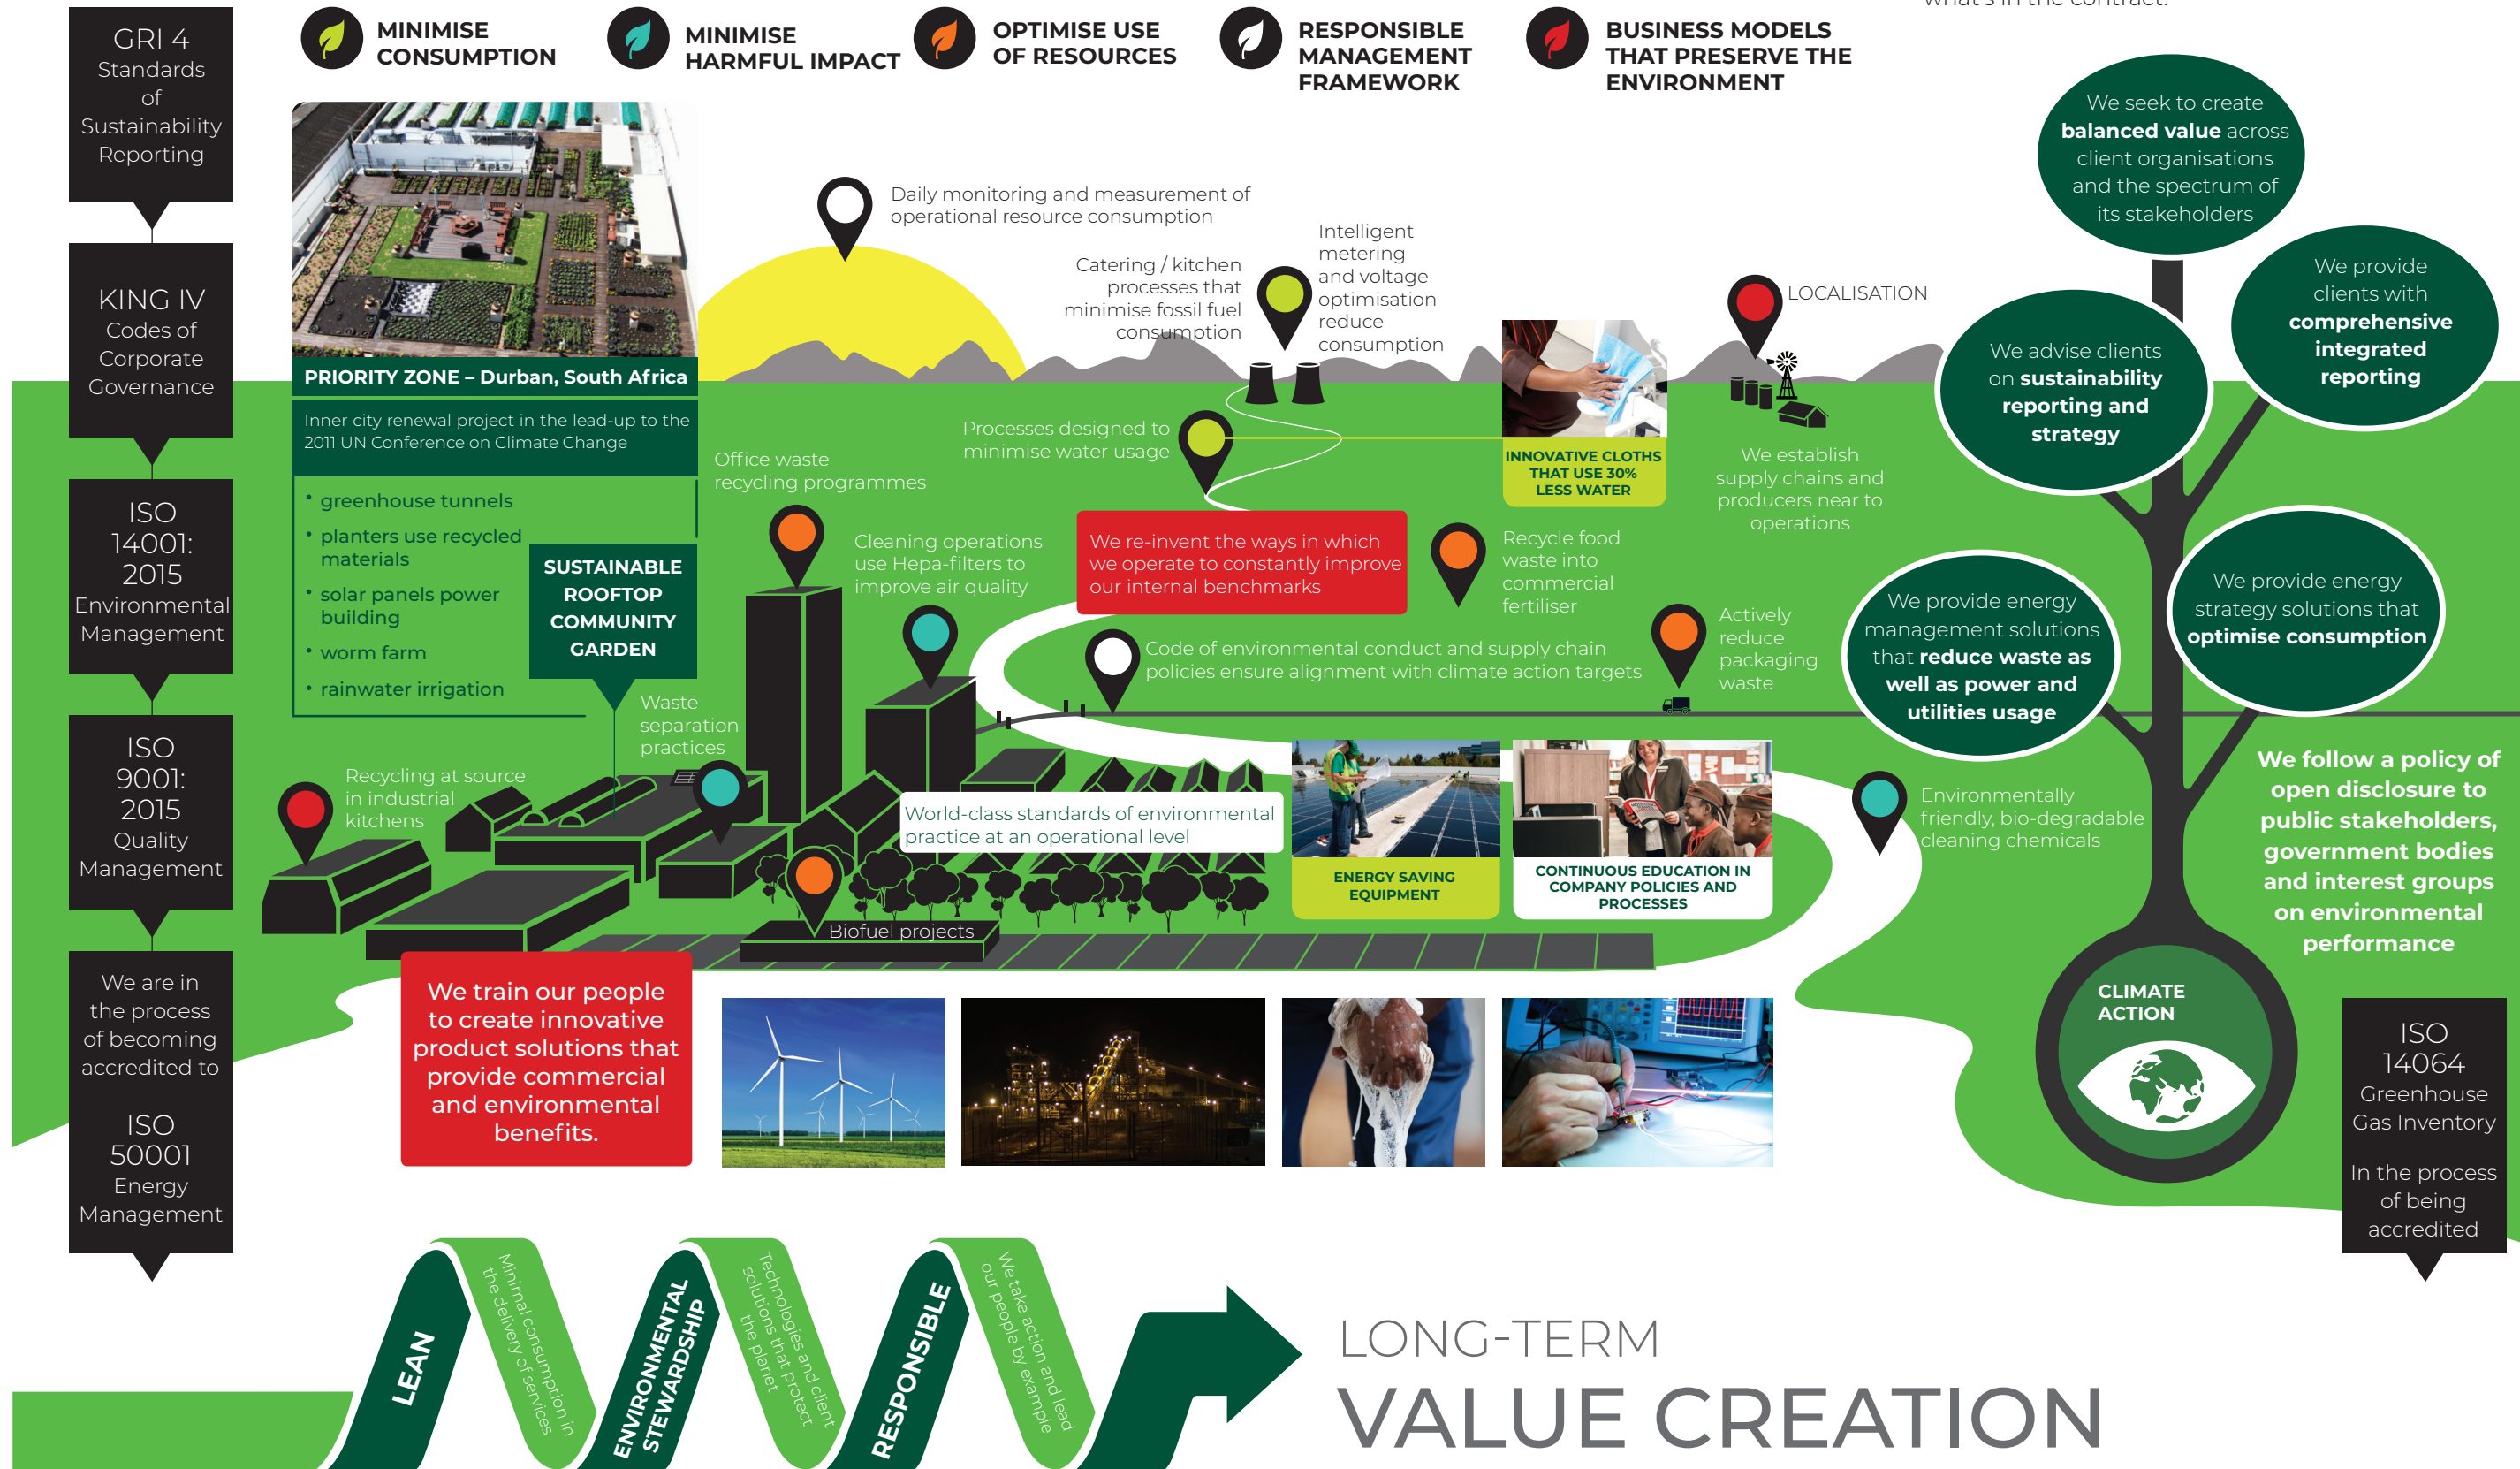 what's in the contract.
GRI 4
Standards
of
Sustainability
Reporting
KING IV
Codes of
Corporate
Governance
ISO
14001:
2015
Environmental
Management
ISO
9001:
2015
Quality
Management
We are in
the process
of becoming
accredited to
ISO
50001
Energy
Management
MINIMISE
CONSUMPTION
MINIMISE
HARMFUL IMPACT
OPTIMISE USE
OF RESOURCES
RESPONSIBLE
MANAGEMENT
FRAMEWORK
BUSINESS MODELS
THAT PRESERVE THE
ENVIRONMENT
PRIORITY ZONE – Durban, South Africa
Inner city renewal project in the lead-up to the
2011 UN Conference on Climate Change
• greenhouse tunnels
• planters use recycled
materials
• solar panels power
building
• worm farm
• rainwater irrigation
SUSTAINABLE
ROOFTOP
COMMUNITY
GARDEN
Daily monitoring and measurement of
operational resource consumption
Catering / kitchen
processes that
minimise fossil fuel
consumption
Intelligent
metering
and voltage
optimisation
reduce
consumption
LOCALISATION
We establish
supply chains and
producers near to
operations
Processes designed to
minimise water usage
INNOVATIVE CLOTHS
THAT USE 30%
LESS WATER
Office waste
recycling programmes
Cleaning operations
use Hepa-filters to
improve air quality
We re-invent the ways in which
we operate to constantly improve
our internal benchmarks
Recycle food
waste into
commercial
fertiliser
Code of environmental conduct and supply chain
policies ensure alignment with climate action targets
Actively
reduce
packaging
waste
Waste
separation
practices
Recycling at source
in industrial
kitchens
World-class standards of environmental
practice at an operational level
ENERGY SAVING
EQUIPMENT
CONTINUOUS EDUCATION IN
COMPANY POLICIES AND
PROCESSES
Environmentally
friendly, bio-degradable
cleaning chemicals
Biofuel projects
We train our people
to create innovative
product solutions that
provide commercial
and environmental
benefits.
We seek to create
balanced value across
client organisations
and the spectrum of
its stakeholders
We provide
clients with
comprehensive
integrated
reporting
We advise clients
on sustainability
reporting and
strategy
We provide energy
strategy solutions that
optimise consumption
We provide energy
management solutions
that reduce waste as
well as power and
utilities usage
We follow a policy of
open disclosure to
public stakeholders,
government bodies
and interest groups
on environmental
performance
CLIMATE
ACTION
ISO
14064
Greenhouse
Gas Inventory
In the process
of being
accredited
LEAN
Minimal consumption in
the delivery of services
ENVIRONMENTAL
STEWARDSHIP
Technologies and client
solutions that protect
the planet
RESPONSIBLE
We take action and lead
our people by example
LONG-TERM
VALUE CREATION